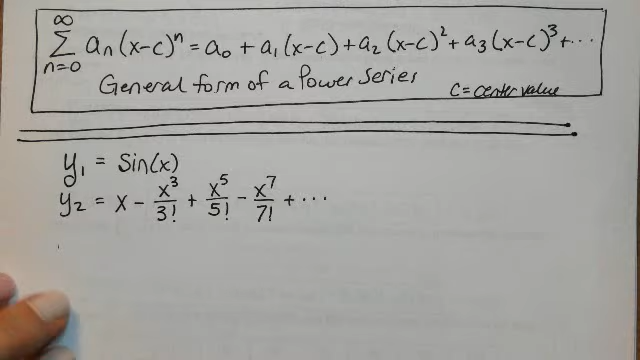 ∞∑n=0 aₙ(x-c)ⁿ = a₀ + a₁(x-c) + a₂(x-c)² + a₃(x-c)³ + ...
General form of a Power Series
C = center value
y₁ = Sin(x)
y₂ = x - x³/3! + x⁵/5! - x⁷/7! + ...